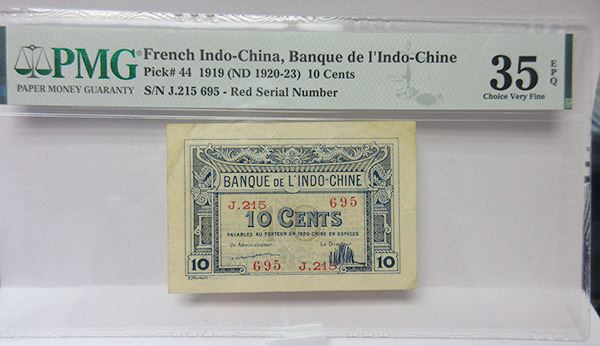 PMG
PAPER MONEY GUARANTY
French Indo-China, Banque de l'Indo-Chine
Pick# 44 1919 (ND 1920-23) 10 Cents
S/N J.215 695 - Red Serial Number
35
EPQ
Choice Very Fine
BANQUE DE L'INDO-CHINE
J.215 695
10 CENTS
PAYABLES AU PORTEUR EN INDO-CHINE EN ESPÈCES
Un Administrateur Le Directeur
695 J.215
10 10